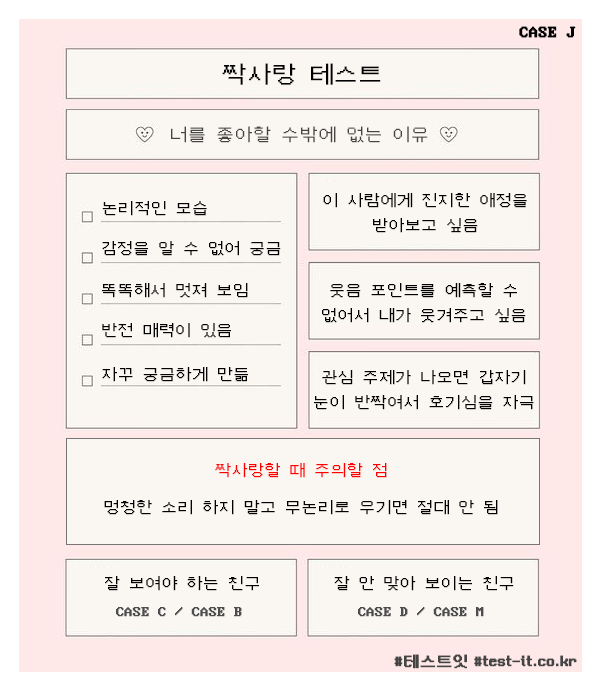 CASE J
짝사랑 테스트
너를 좋아할 수밖에 없는 이유
논리적인 모습
감정을 알 수 없어 궁금
똑똑해서 멋져 보임
반전 매력이 있음
자꾸 궁금하게 만듦
이 사람에게 진지한 애정을
받아보고 싶음
웃음 포인트를 예측할 수
없어서 내가 웃겨주고 싶음
관심 주제가 나오면 갑자기
눈이 반짝여서 호기심을 자극
짝사랑할 때 주의할 점
멍청한 소리 하지 말고 무논리로 우기면 절대 안 됨
잘 보여야 하는 친구
CASE C / CASE B
잘 안 맞아 보이는 친구
CASE D / CASE M
#테스트잇 #test-it.co.kr